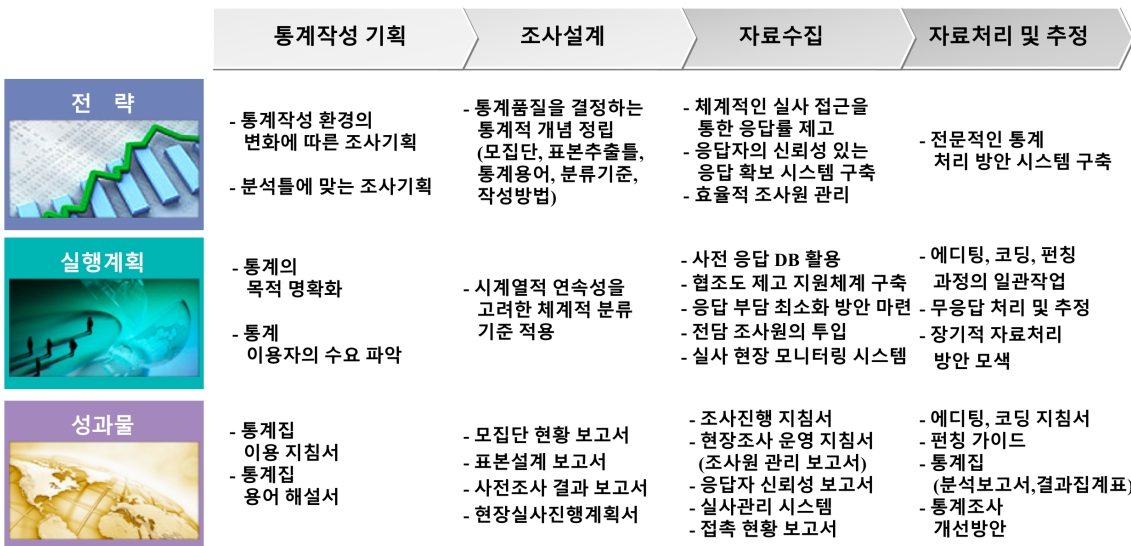 통계작성 기획
조사설계
자료수집
자료처리 및 추정
전 략
- 통계작성 환경의
변화에 따른 조사기획
- 분석틀에 맞는 조사기획
- 통계품질을 결정하는
통계적 개념 정립
(모집단, 표본추출틀,
통계용어, 분류기준,
작성방법)
- 체계적인 실사 접근을
통한 응답률 제고
- 응답자의 신뢰성 있는
응답 확보 시스템 구축
- 효율적 조사원 관리
- 전문적인 통계
처리 방안 시스템 구축
실행계획
- 통계의
목적 명확화
- 통계
이용자의 수요 파악
- 시계열적 연속성을
고려한 체계적 분류
기준 적용
- 사전 응답 DB 활용
- 협조도 제고 지원체계 구축
- 응답 부담 최소화 방안 마련
- 전담 조사원의 투입
- 실사 현장 모니터링 시스템
- 에디팅, 코딩, 펀칭
과정의 일관작업
- 무응답 처리 및 추정
- 장기적 자료처리
방안 모색
성과물
- 통계집
이용 지침서
- 통계집
용어 해설서
- 모집단 현황 보고서
- 표본설계 보고서
- 사전조사 결과 보고서
- 현장실사진행계획서
- 조사진행 지침서
- 현장조사 운영 지침서
(조사원 관리 보고서)
- 응답자 신뢰성 보고서
- 실사관리 시스템
- 접촉 현황 보고서
- 에디팅, 코딩 지침서
- 펀칭 가이드
- 통계집
(분석보고서,결과집계표)
- 통계조사
개선방안